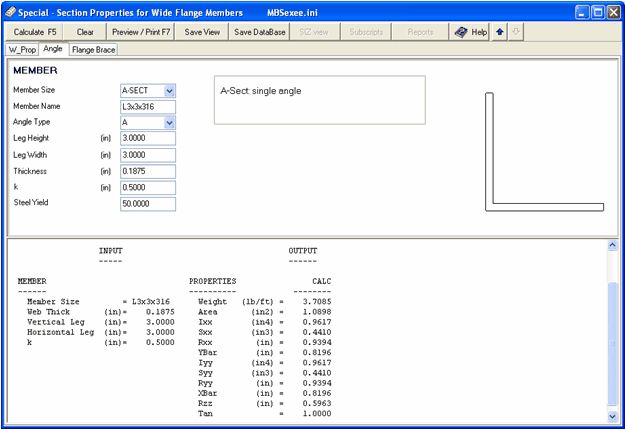 Special - Section Properties for Wide Flange Members MBSexee.ini
Calculate F5 Clear Preview / Print F7 Save View Save DataBase SIZ view Subscripts Reports Help
W_Prop Angle Flange Brace
MEMBER
Member Size A-SECT
Member Name L3x3x316
Angle Type A
Leg Height (in) 3.0000
Leg Width (in) 3.0000
Thickness (in) 0.1875
k (in) 0.5000
Steel Yield 50.0000
A-Sect: single angle
INPUT OUTPUT
----- ------
MEMBER PROPERTIES CALC
------ ---------- --------
Member Size = L3x3x316 Weight (lb/ft) = 3.7085
Web Thick (in)= 0.1875 Area (in2) = 1.0898
Vertical Leg (in)= 3.0000 Ixx (in4) = 0.9617
Horizontal Leg (in)= 3.0000 Sxx (in3) = 0.4410
k (in)= 0.5000 Rxx (in) = 0.9394
YBar (in) = 0.8196
Iyy (in4) = 0.9617
Syy (in3) = 0.4410
Ryy (in) = 0.9394
XBar (in) = 0.8196
Rzz (in) = 0.5963
Tan = 1.0000